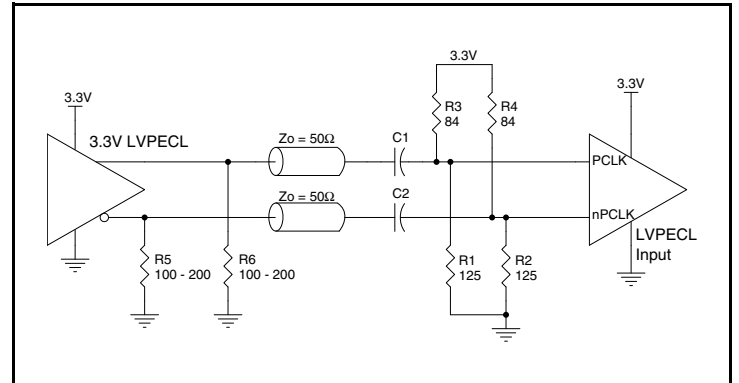 3.3V
3.3V LVPECL
Zo = 50Ω
Zo = 50Ω
C1
C2
3.3V
R3
84
R4
84
3.3V
PCLK
nPCLK
LVPECL
Input
R5
100 - 200
R6
100 - 200
R1
125
R2
125